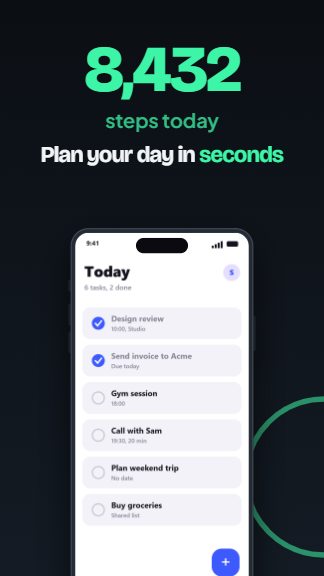 8,432
steps today
Plan your day in seconds
9:41
Today
S
6 tasks, 2 done
Design review
10:00, Studio
Send invoice to Acme
Due today
Gym session
18:00
Call with Sam
19:30, 20 min
Plan weekend trip
No date
Buy groceries
Shared list
+